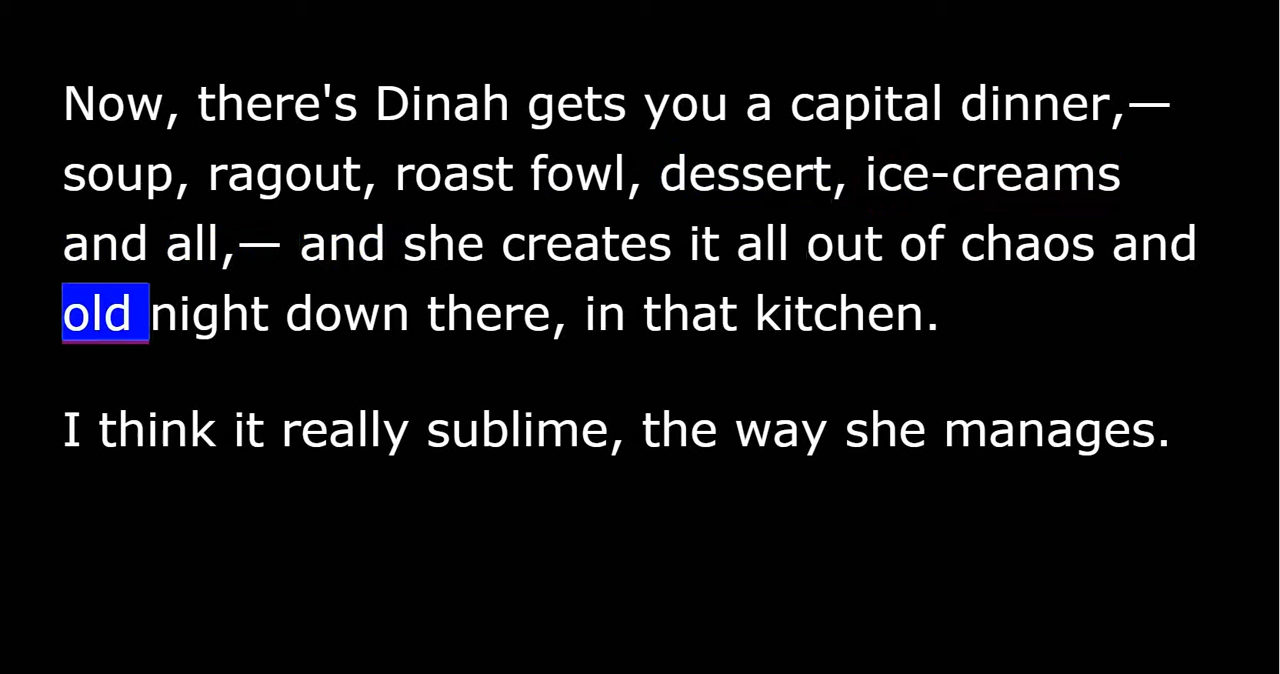 Now, there's Dinah gets you a capital dinner,—
soup, ragout, roast fowl, dessert, ice-creams
and all,— and she creates it all out of chaos and
old night down there, in that kitchen.
I think it really sublime, the way she manages.